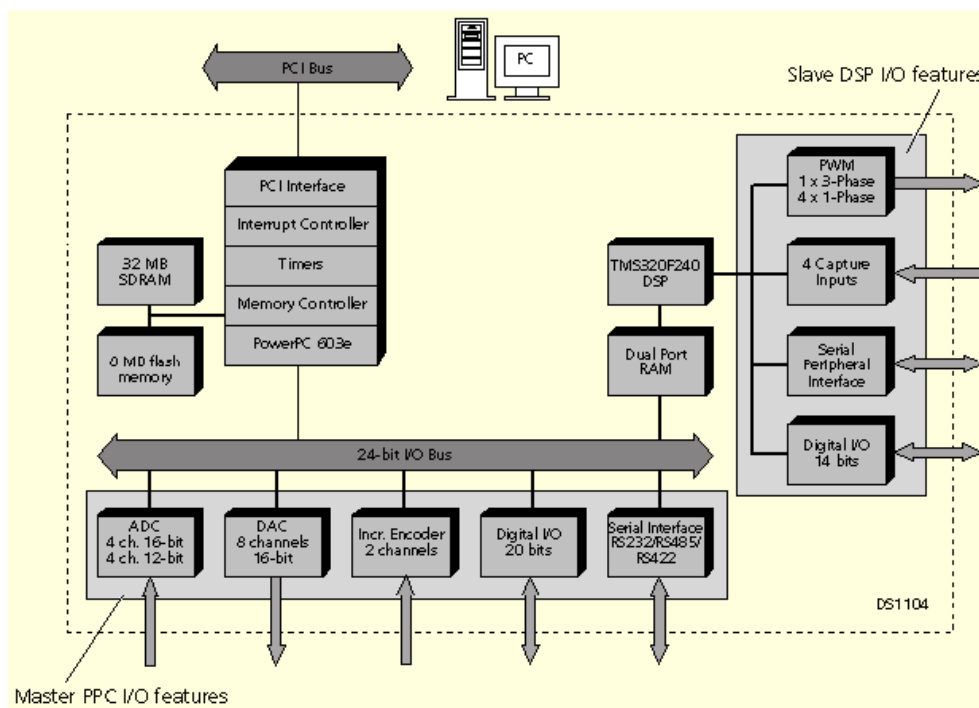 PCI Bus
PC
Slave DSP I/O features
PCI Interface
Interrupt Controller
Timers
Memory Controller
PowerPC 603e
32 MB
SDRAM
flash
memory
TMS320F240
DSP
Dual Port
RAM
PWM
1 x 3-Phase
4 x 1-Phase
4 Capture
Inputs
Serial
Peripheral
Interface
Digital I/O
14 bits
24-bit I/O Bus
ADC
4 ch. 16-bit
4 ch. 12-bit
DAC
8 channels
16-bit
Incr. Encoder
2 channels
Digital I/O
20 bits
Serial Interface
RS232/RS485/
RS422
DS1104
Master PPC I/O features